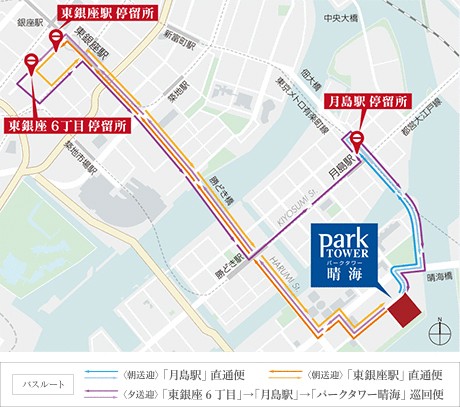 東銀座駅 停留所
銀座駅
東銀座駅
新富町駅
中央大橋
佃大橋
東京メトロ有楽町線
月島駅 停留所
都営大江戸線
築地駅
東銀座 6丁目 停留所
月島駅
築地市場駅
勝どき橋
KIYOSUMI St.
park
TOWER
パークタワー
晴海
勝どき駅
HARUMI St.
晴海橋
N
バスルート
〈朝送迎〉「月島駅」直通便
〈朝送迎〉「東銀座駅」直通便
〈夕送迎〉「東銀座 6丁目」→「月島駅」→「パークタワー晴海」巡回便